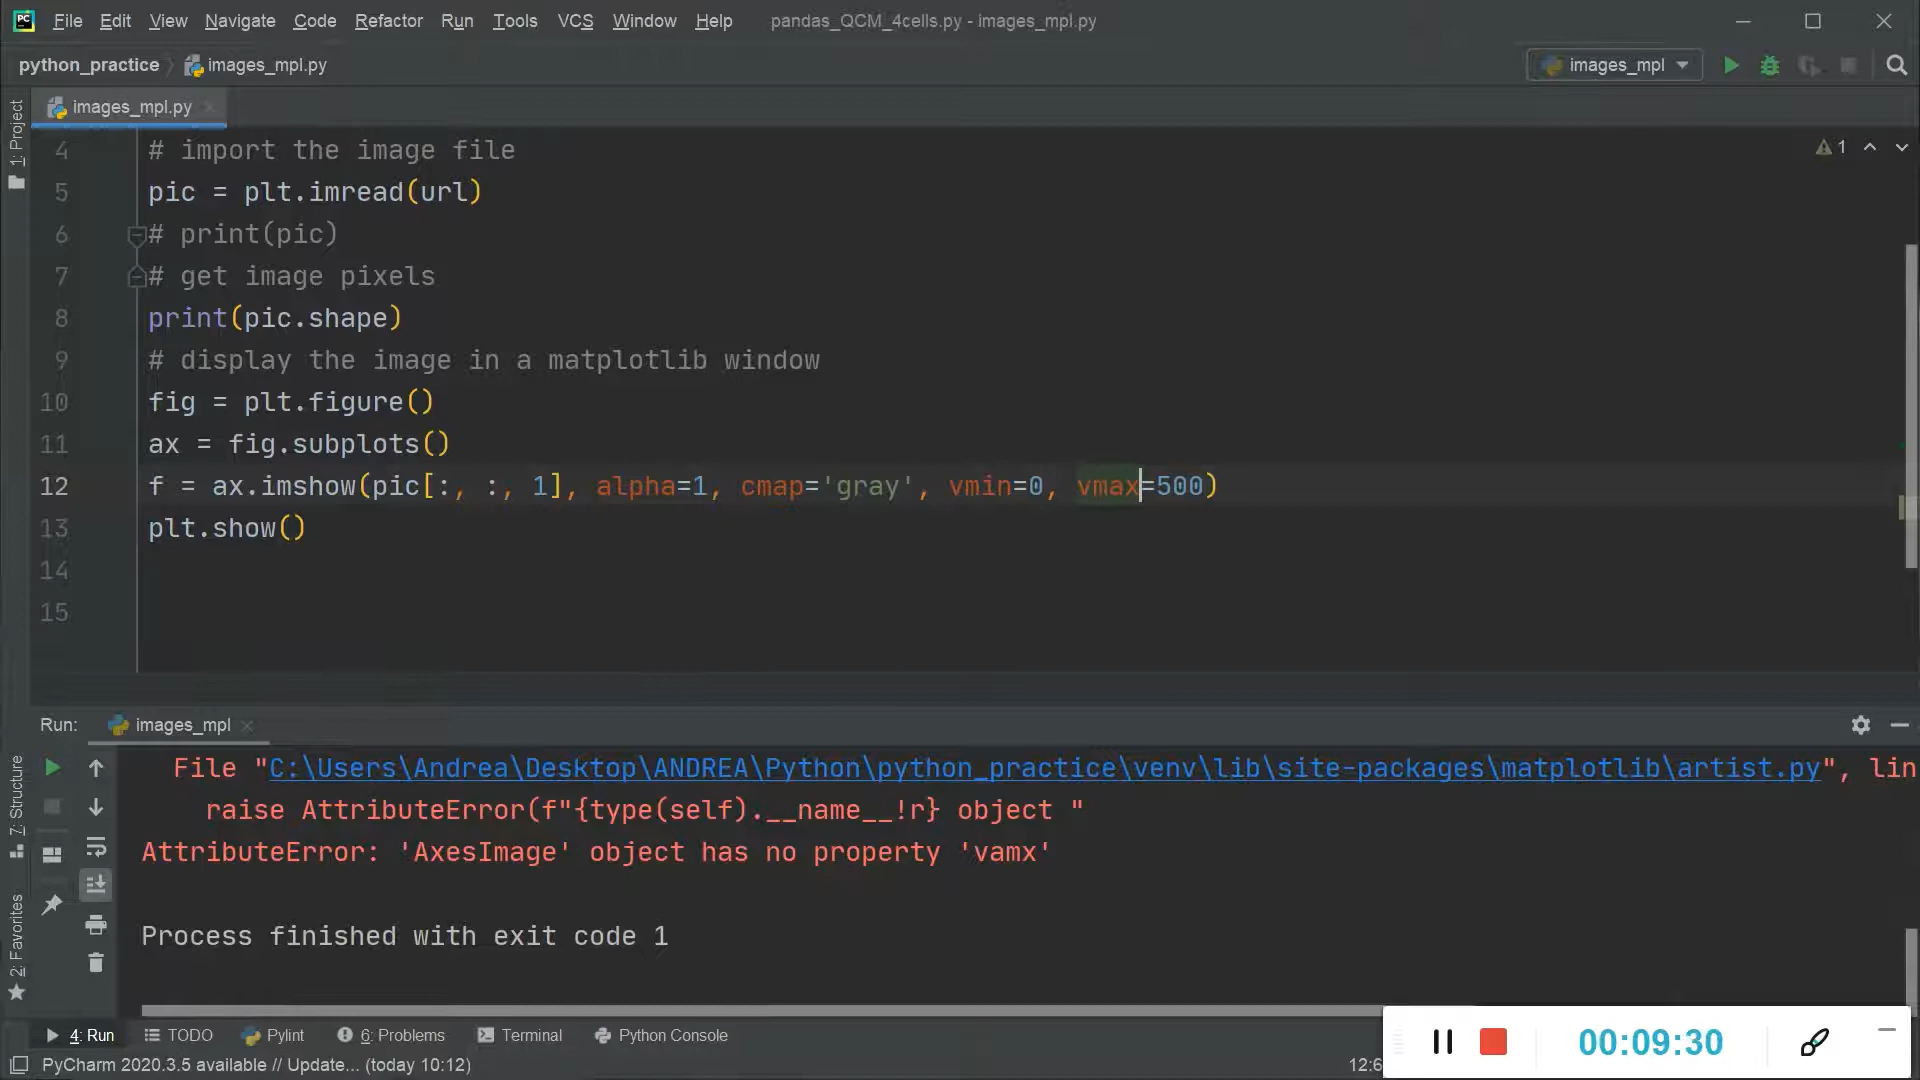 File Edit View Navigate Code Refactor Run Tools VCS Window Help pandas_QCM_4cells.py - images_mpl.py
python_practice images_mpl.py images_mpl
images_mpl.py
1: Project
4 # import the image file
1
5 pic = plt.imread(url)
6 # print(pic)
7 # get image pixels
8 print(pic.shape)
9 # display the image in a matplotlib window
10 fig = plt.figure()
11 ax = fig.subplots()
12 f = ax.imshow(pic[:, :, 1], alpha=1, cmap='gray', vmin=0, vmax=500)
13 plt.show()
14
15
Run: images_mpl
7: Structure
2: Favorites
File "C:\Users\Andrea\Desktop\ANDREA\Python\python_practice\venv\lib\site-packages\matplotlib\artist.py", lin
raise AttributeError(f"{type(self).__name__!r} object "
AttributeError: 'AxesImage' object has no property 'vamx'
Process finished with exit code 1
4: Run TODO Pylint 6: Problems Terminal Python Console
00:09:30
PyCharm 2020.3.5 available // Update... (today 10:12) 12:6